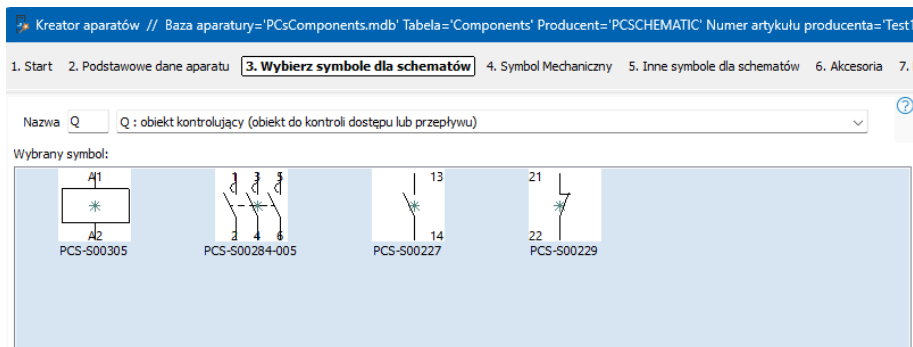 Kreator aparatów // Baza aparatury='PCsComponents.mdb' Tabela='Components' Producent='PCSCHEMATIC' Numer artykułu producenta='Test1
1. Start 2. Podstawowe dane aparatu 3. Wybierz symbole dla schematów 4. Symbol Mechaniczny 5. Inne symbole dla schematów 6. Akcesoria 7.
?
Nazwa Q Q : obiekt kontrolujący (obiekt do kontroli dostępu lub przepływu)
Wybrany symbol:
A1 1 3 5 13 21
A2 2 4 6 14 22
PCS-S00305 PCS-S00284-005 PCS-S00227 PCS-S00229